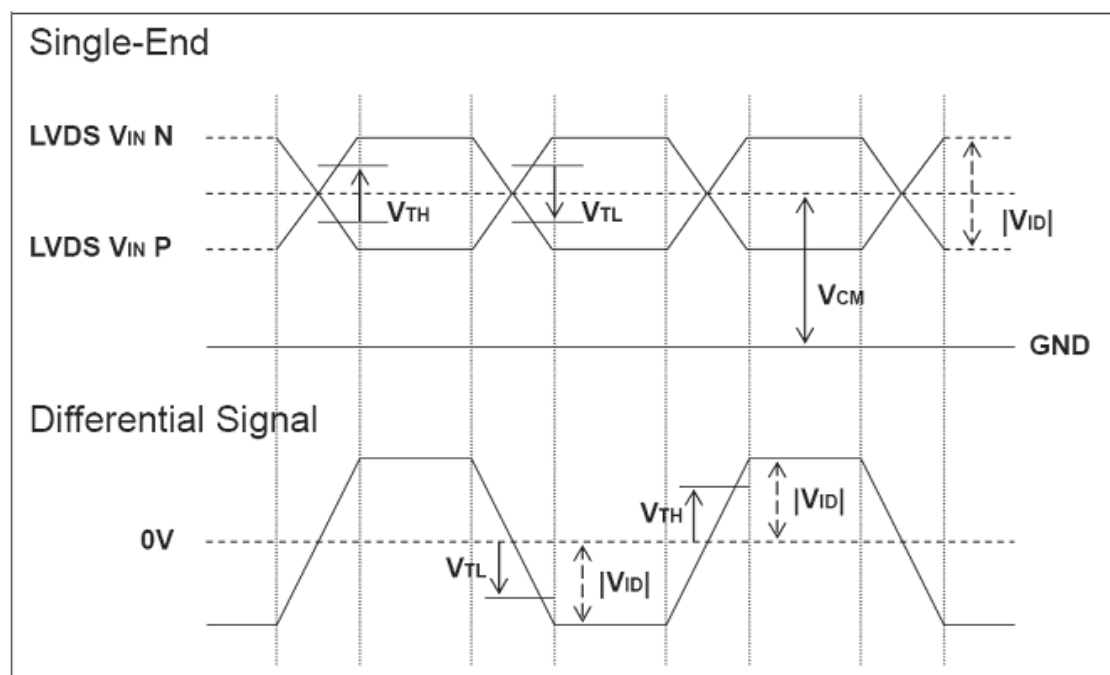 Single-End
LVDS VIN N
VTH
VTL
|VID|
LVDS VIN P
VCM
GND
Differential Signal
VTH
|VID|
0V
VTL
|VID|